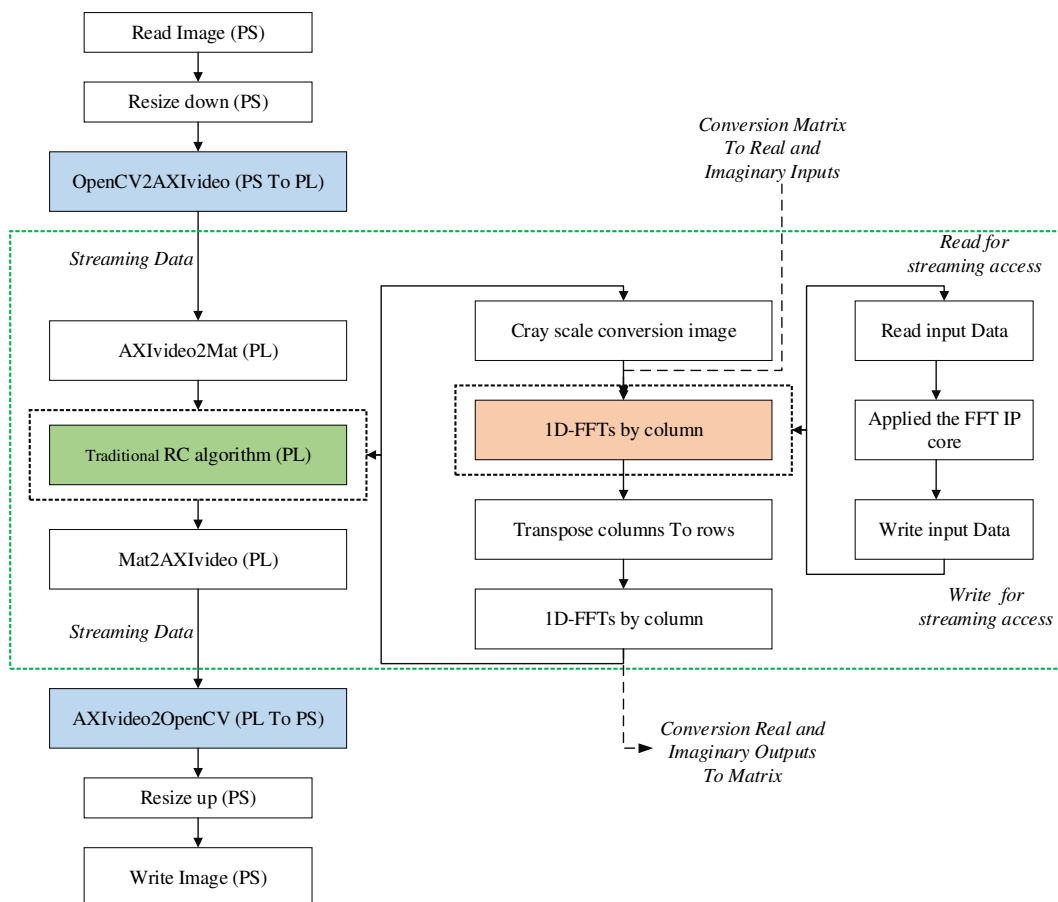 Read Image (PS)
Resize down (PS)
OpenCV2AXIvideo (PS To PL)
Streaming Data
AXIvideo2Mat (PL)
Traditional RC algorithm (PL)
Mat2AXIvideo (PL)
Streaming Data
AXIvideo2OpenCV (PL To PS)
Resize up (PS)
Write Image (PS)
Conversion Matrix
To Real and
Imaginary Inputs
Cray scale conversion image
1D-FFTs by column
Transpose columns To rows
1D-FFTs by column
Conversion Real and
Imaginary Outputs
To Matrix
Read for
streaming access
Read input Data
Applied the FFT IP
core
Write input Data
Write for
streaming access